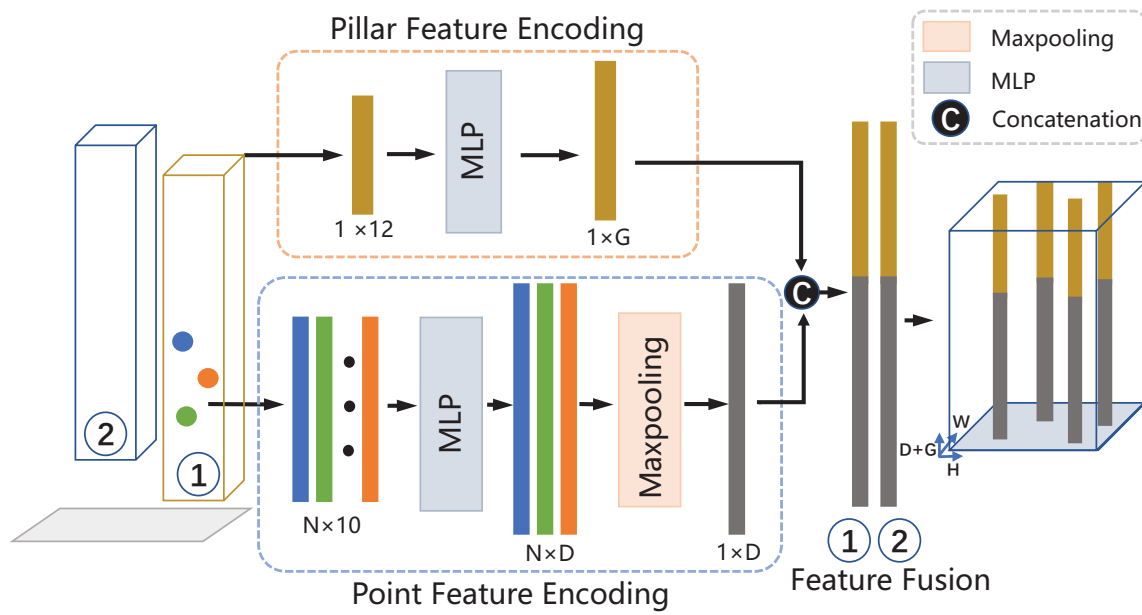 Pillar Feature Encoding
Maxpooling
MLP
C Concatenation
MLP
1 ×12
1×G
2
1
C
MLP
Maxpooling
N×10
N×D
1×D
Point Feature Encoding
1 2
Feature Fusion
W
D+G
H